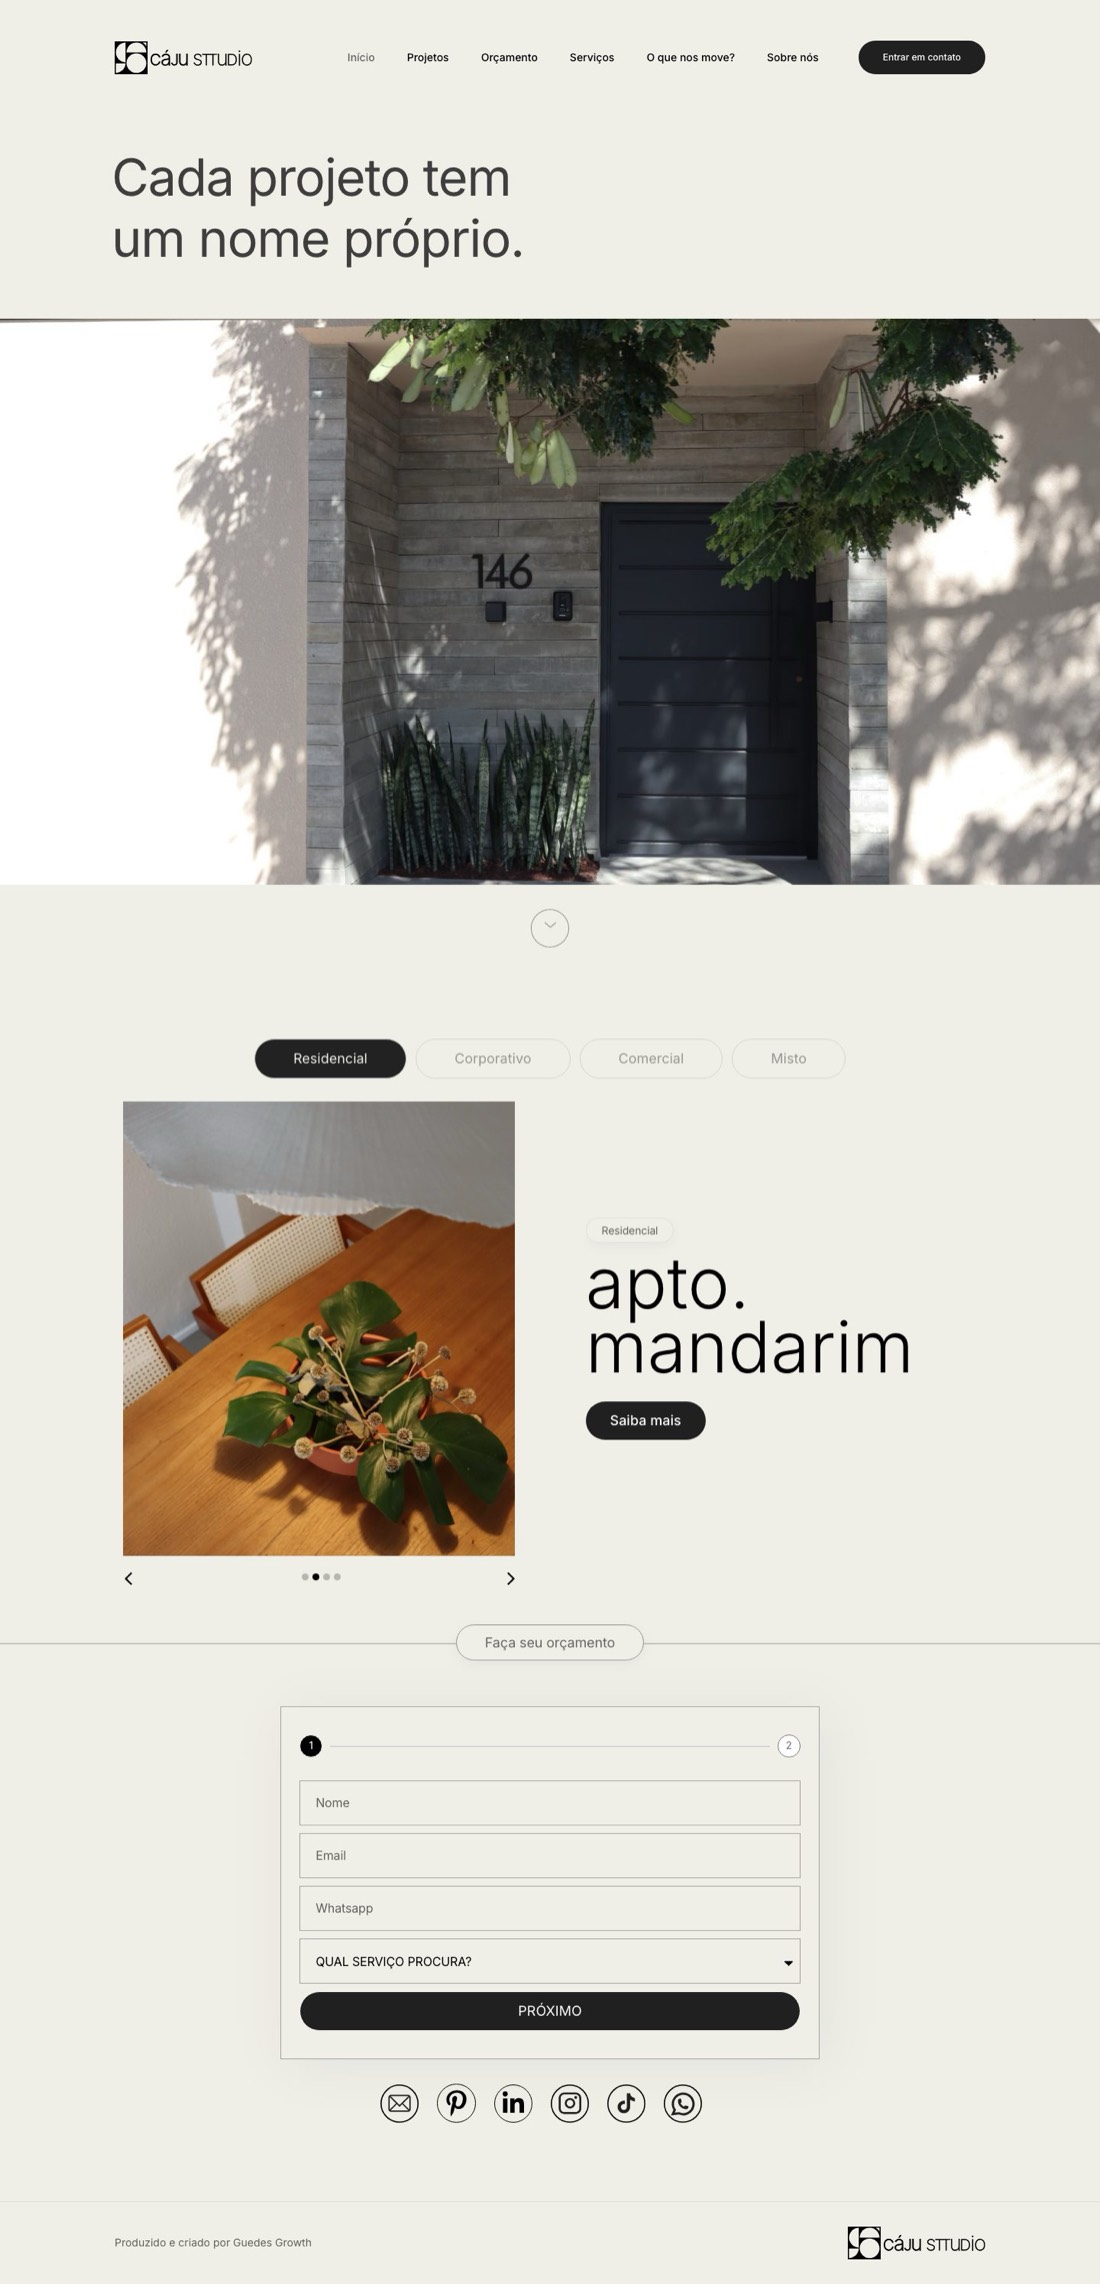 cáju STTUDIO
Início
Projetos
Orçamento
Serviços
O que nos move?
Sobre nós
Entrar em contato
Cada projeto tem
um nome próprio.
146
Residencial
Corporativo
Comercial
Misto
Residencial
apto.
mandarim
Saiba mais
Faça seu orçamento
1
2
Nome
Email
Whatsapp
QUAL SERVIÇO PROCURA?
PRÓXIMO
Produzido e criado por Guedes Growth
cáju STTUDIO